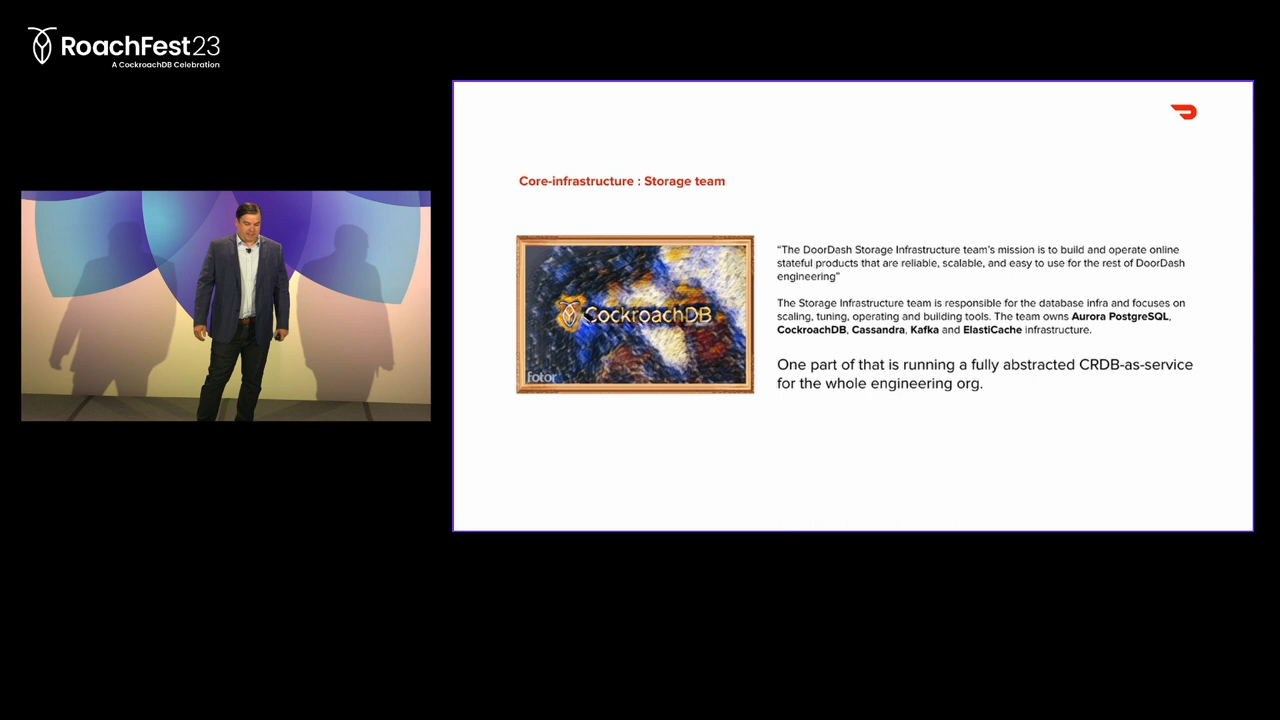 RoachFest23
A CockroachDB Celebration
Core-infrastructure : Storage team
CockroachDB
fotor
“The DoorDash Storage Infrastructure team’s mission is to build and operate online
stateful products that are reliable, scalable, and easy to use for the rest of DoorDash
engineering”
The Storage Infrastructure team is responsible for the database infra and focuses on
scaling, tuning, operating and building tools. The team owns Aurora PostgreSQL,
CockroachDB, Cassandra, Kafka and ElastiCache infrastructure.
One part of that is running a fully abstracted CRDB-as-service
for the whole engineering org.